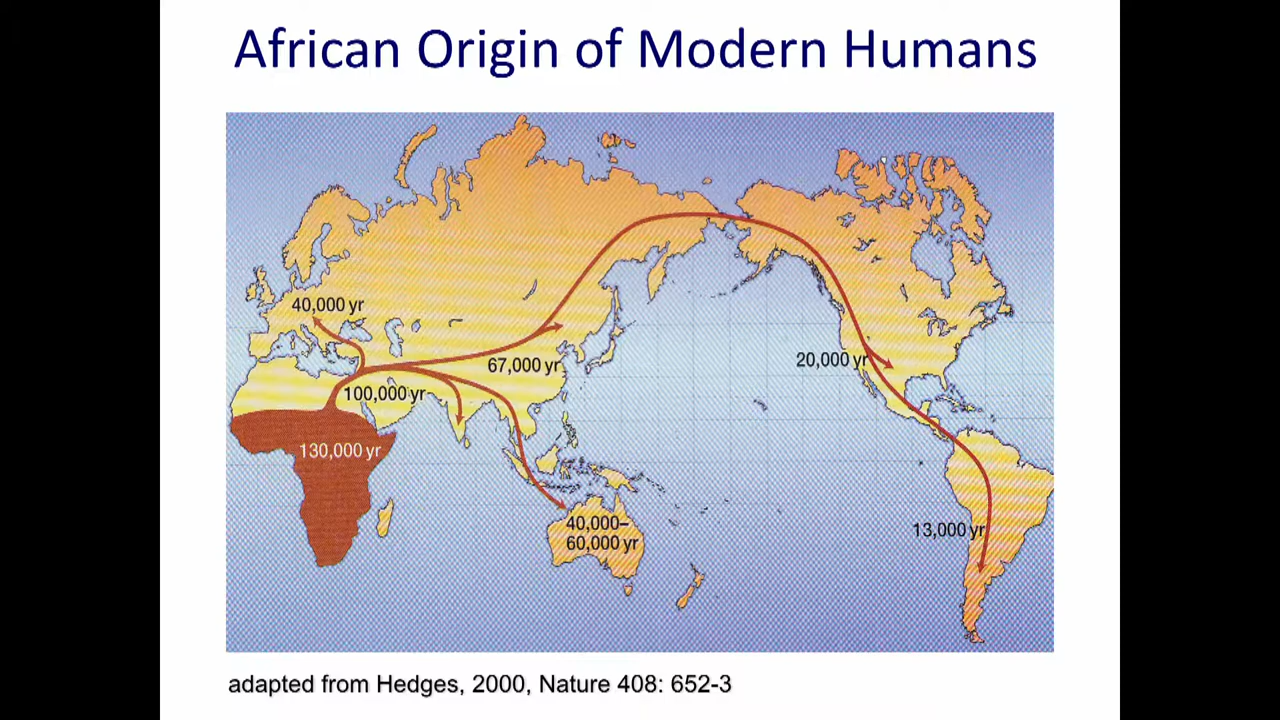 African Origin of Modern Humans
40,000 yr
67,000 yr
20,000 yr
100,000 yr
130,000 yr
40,000–
60,000 yr
13,000 yr
adapted from Hedges, 2000, Nature 408: 652-3